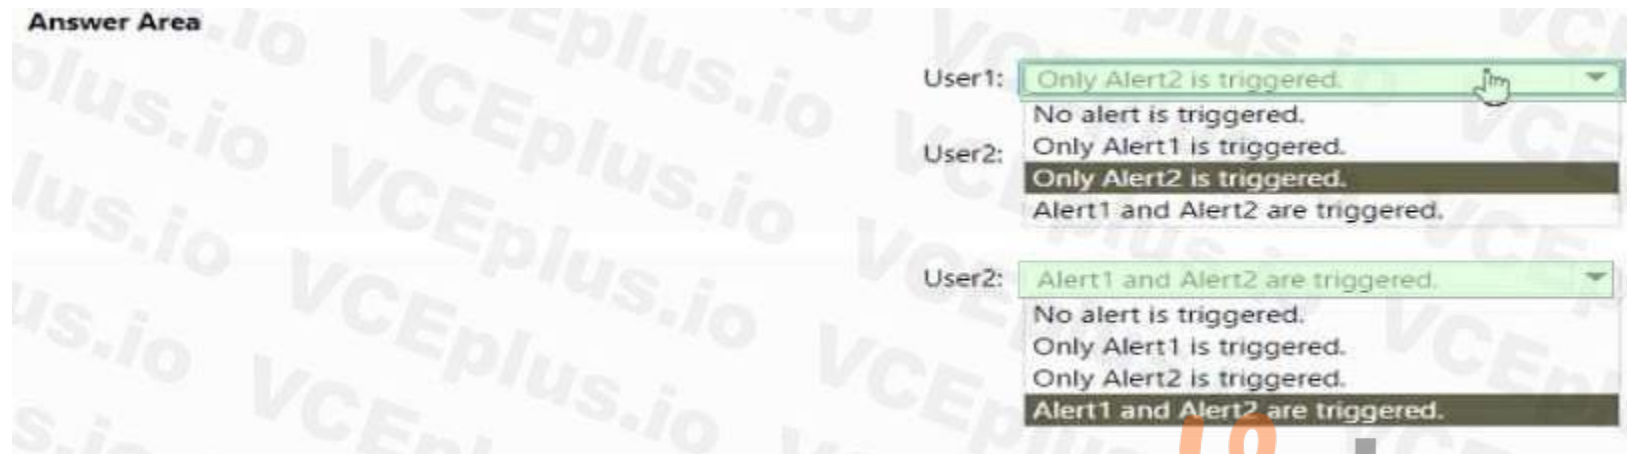 Answer Area
User1: Only Alert2 is triggered.
No alert is triggered.
Only Alert1 is triggered.
User2:
Only Alert2 is triggered.
Alert1 and Alert2 are triggered.
User2: Alert1 and Alert2 are triggered.
No alert is triggered.
Only Alert1 is triggered.
Only Alert2 is triggered.
Alert1 and Alert2 are triggered.
VCEplus.io